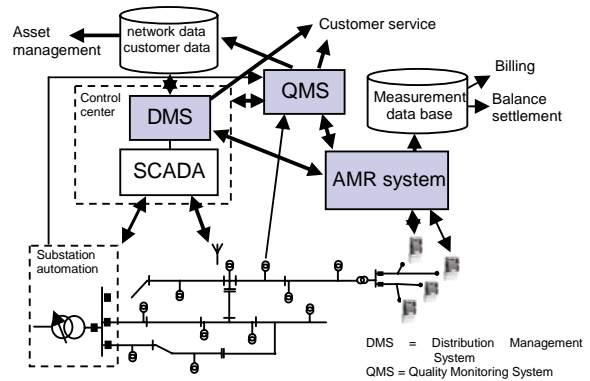 Asset
management
network data
customer data
Customer service
Control
center
DMS
SCADA
QMS
Measurement
data base
Billing
Balance
settlement
AMR system
Substation
automation
DMS = Distribution Management
System
QMS = Quality Monitoring System